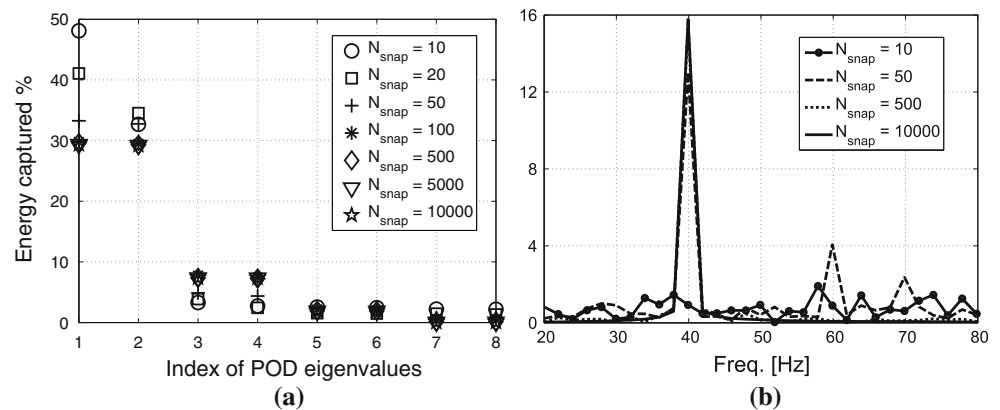 50
40
30
20
10
0
1 2 3 4 5 6 7 8
Energy captured %
Index of POD eigenvalues
N_snap = 10
N_snap = 20
N_snap = 50
N_snap = 100
N_snap = 500
N_snap = 5000
N_snap = 10000
(a)
16
12
8
4
0
20 30 40 50 60 70 80
Freq. [Hz]
N_snap = 10
N_snap = 50
N_snap = 500
N_snap = 10000
(b)